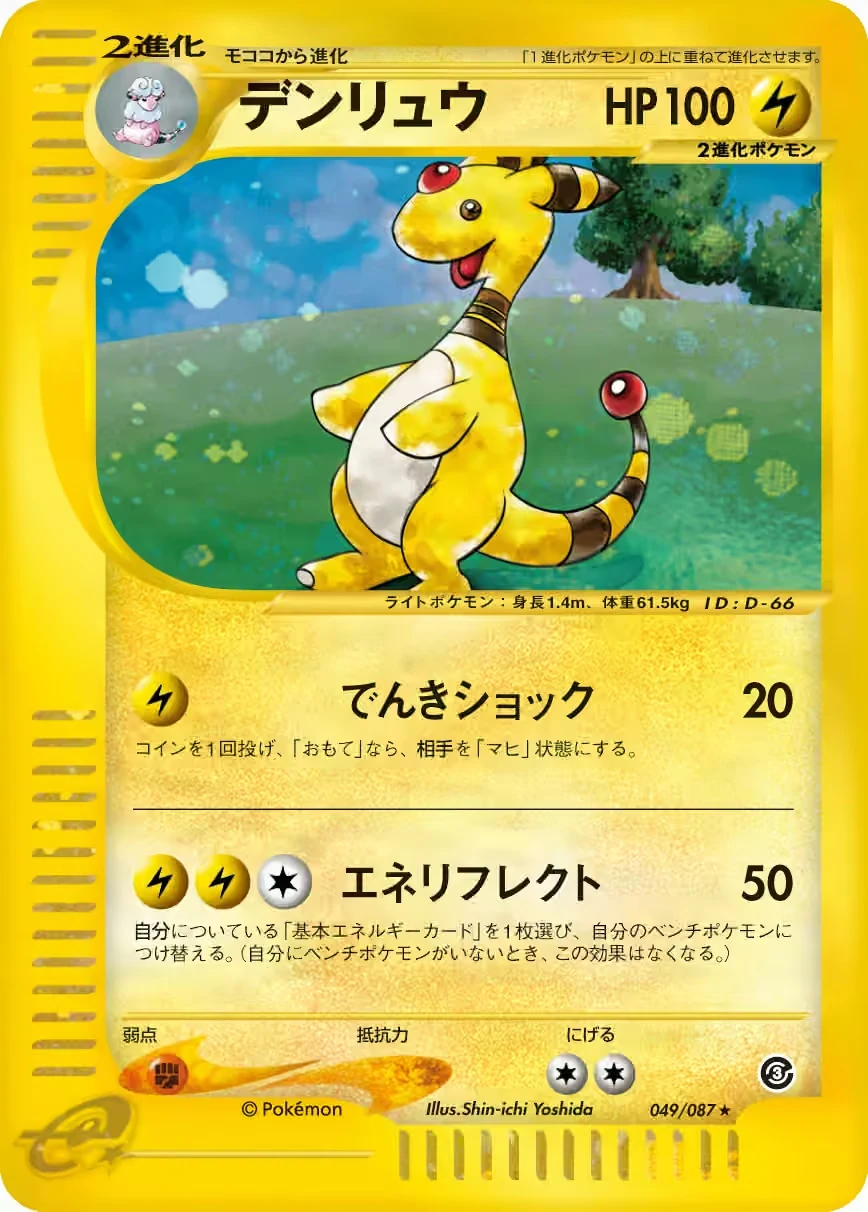 2進化
モココから進化
「1進化ポケモン」の上に重ねて進化させます。
デンリュウ
HP100
2進化ポケモン
ライトポケモン：身長1.4m、体重61.5kg ID：D-66
でんきショック 20
コインを1回投げ、「おもて」なら、相手を「マヒ」状態にする。
エネリフレクト 50
自分についている「基本エネルギーカード」を1枚選び、自分のベンチポケモンに
つけ替える。（自分にベンチポケモンがいないとき、この効果はなくなる。）
弱点 抵抗力 にげる
3
© Pokémon Illus.Shin-ichi Yoshida 049/087 ★
e